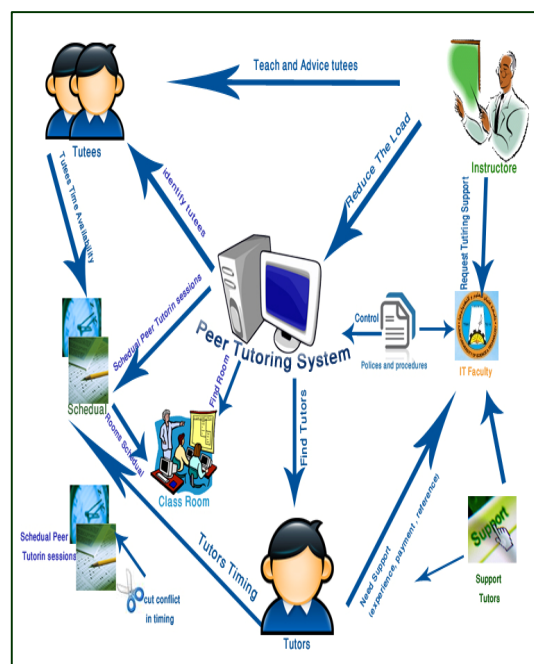 Teach and Advice tutees
Tutees
Instructore
Reduce The Load
identify tutees
Tutees Time Availability
Request Tutiring Support
Schedual Peer Tutorin sessions
Control
Peer Tutoring System
Polices and procedures
IT Faculty
Schedual
Find Room
Rooms Schedual
Find Tutors
Class Room
Tutors Timing
Need Support
(experience, payment , reference)
Support
Support
Tutors
Schedual Peer
Tutorin sessions
cut conflict
in timing
Tutors